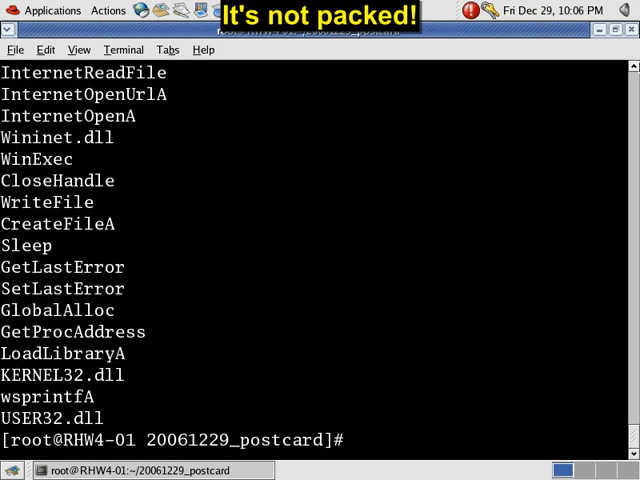 Applications Actions
It's not packed!
Fri Dec 29, 10:06 PM
File Edit View Terminal Tabs Help
InternetReadFile
InternetOpenUrlA
InternetOpenA
Wininet.dll
WinExec
CloseHandle
WriteFile
CreateFileA
Sleep
GetLastError
SetLastError
GlobalAlloc
GetProcAddress
LoadLibraryA
KERNEL32.dll
wsprintfA
USER32.dll
[root@RHW4-01 20061229_postcard]#
root@RHW4-01:~/20061229_postcard